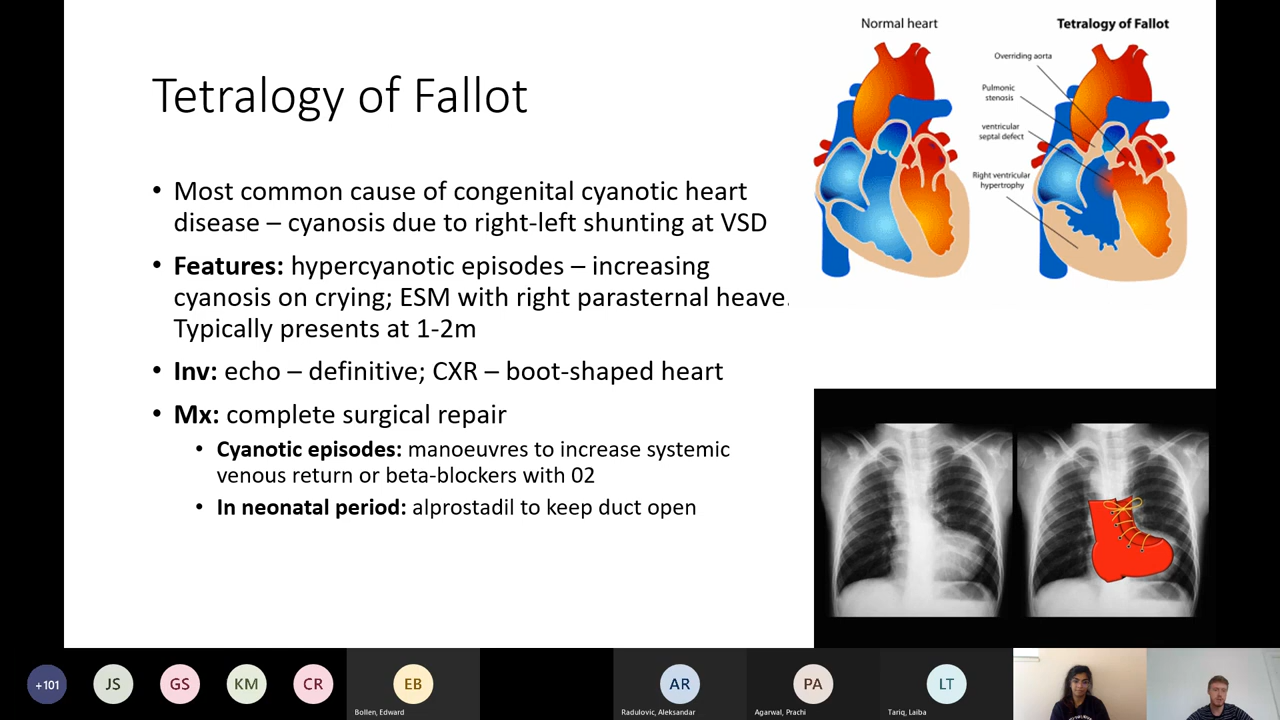 Normal heart
Tetralogy of Fallot
Overriding aorta
Pulmonic
stenosis
ventricular
septal defect
Right ventricular
hypertrophy
Tetralogy of Fallot
• Most common cause of congenital cyanotic heart
disease – cyanosis due to right-left shunting at VSD
• Features: hypercyanotic episodes – increasing
cyanosis on crying; ESM with right parasternal heave.
Typically presents at 1-2m
• Inv: echo – definitive; CXR – boot-shaped heart
• Mx: complete surgical repair
• Cyanotic episodes: manoeuvres to increase systemic
venous return or beta-blockers with 02
• In neonatal period: alprostadil to keep duct open
+101
JS
GS
KM
CR
EB
Bollen, Edward
AR
Radulovic, Aleksandar
PA
Agarwal, Prachi
LT
Tariq, Laiba